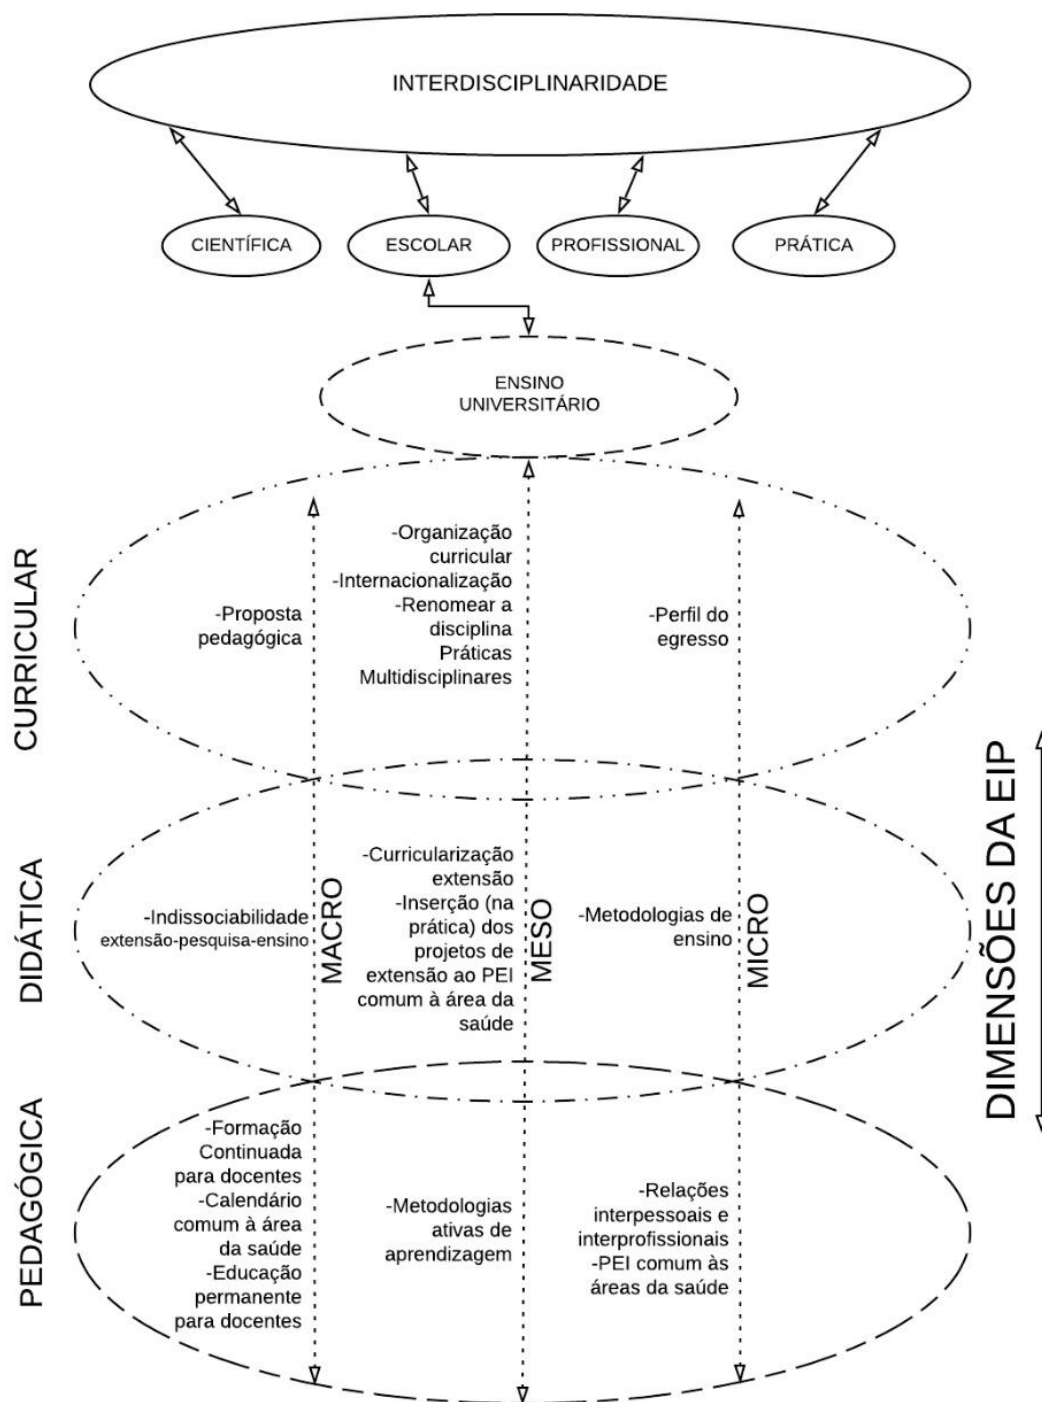 INTERDISCIPLINARIDADE
CIENTÍFICA
ESCOLAR
PROFISSIONAL
PRÁTICA
ENSINO
UNIVERSITÁRIO
CURRICULAR
-Proposta
pedagógica
-Organização
curricular
-Internacionalização
-Renomear a
disciplina
Práticas
Multidisciplinares
-Perfil do
egresso
DIDÁTICA
-Indissociabilidade
extensão-pesquisa-ensino
MACRO
-Curricularização
extensão
-Inserção (na
prática) dos
projetos de
extensão ao PEI
comum à área da
saúde
MESO
-Metodologias de
ensino
MICRO
DIMENSÕES DA EIP
PEDAGÓGICA
-Formação
Continuada
para docentes
-Calendário
comum à área
da saúde
-Educação
permanente
para docentes
-Metodologias
ativas de
aprendizagem
-Relações
interpessoais e
interprofissionais
-PEI comum às
áreas da saúde